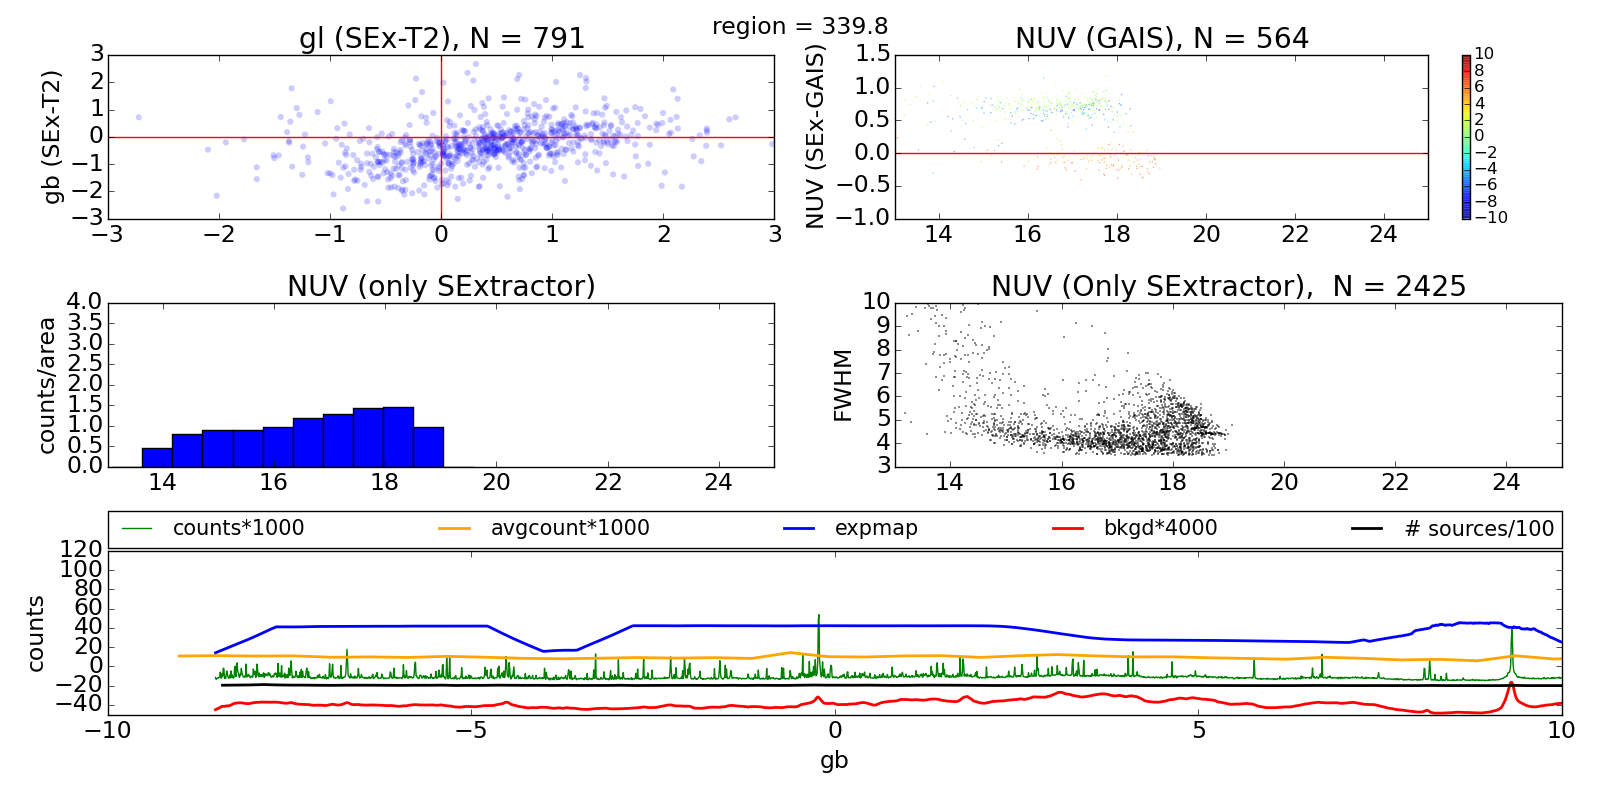 region = 339.8
gl (SEx-T2), N = 791
gb (SEx-T2)
3
2
1
0
−1
−2
−3
−3 −2 −1 0 1 2 3
NUV (GAIS), N = 564
NUV (SEx-GAIS)
1.5
1.0
0.5
0.0
−0.5
−1.0
14 16 18 20 22 24
10
8
6
4
2
0
−2
−4
−6
−8
−10
NUV (only SExtractor)
counts/area
4.0
3.5
3.0
2.5
2.0
1.5
1.0
0.5
0.0
14 16 18 20 22 24
NUV (Only SExtractor), N = 2425
FWHM
10
9
8
7
6
5
4
3
14 16 18 20 22 24
counts*1000 avgcount*1000 expmap bkgd*4000 # sources/100
counts
120
100
80
60
40
20
0
−20
−40
−10 −5 0 5 10
gb